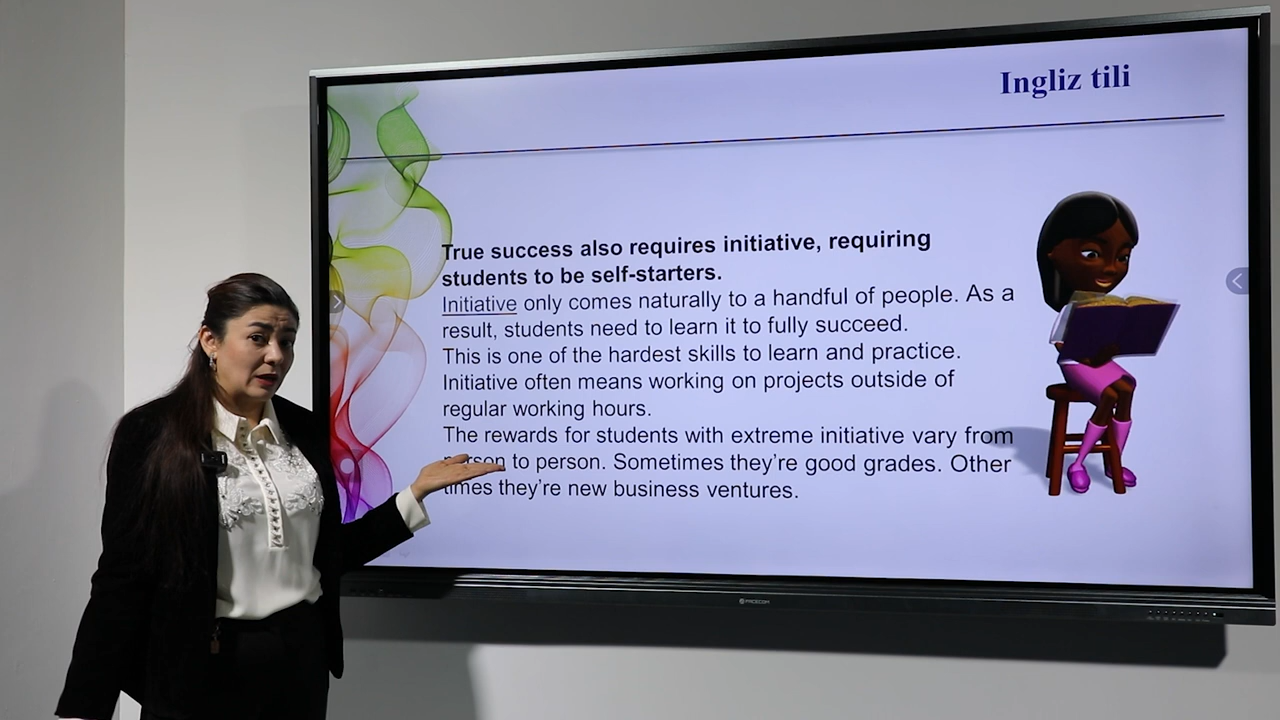 Ingliz tili
True success also requires initiative, requiring
students to be self-starters.
Initiative only comes naturally to a handful of people. As a
result, students need to learn it to fully succeed.
This is one of the hardest skills to learn and practice.
Initiative often means working on projects outside of
regular working hours.
The rewards for students with extreme initiative vary from
person to person. Sometimes they're good grades. Other
times they're new business ventures.